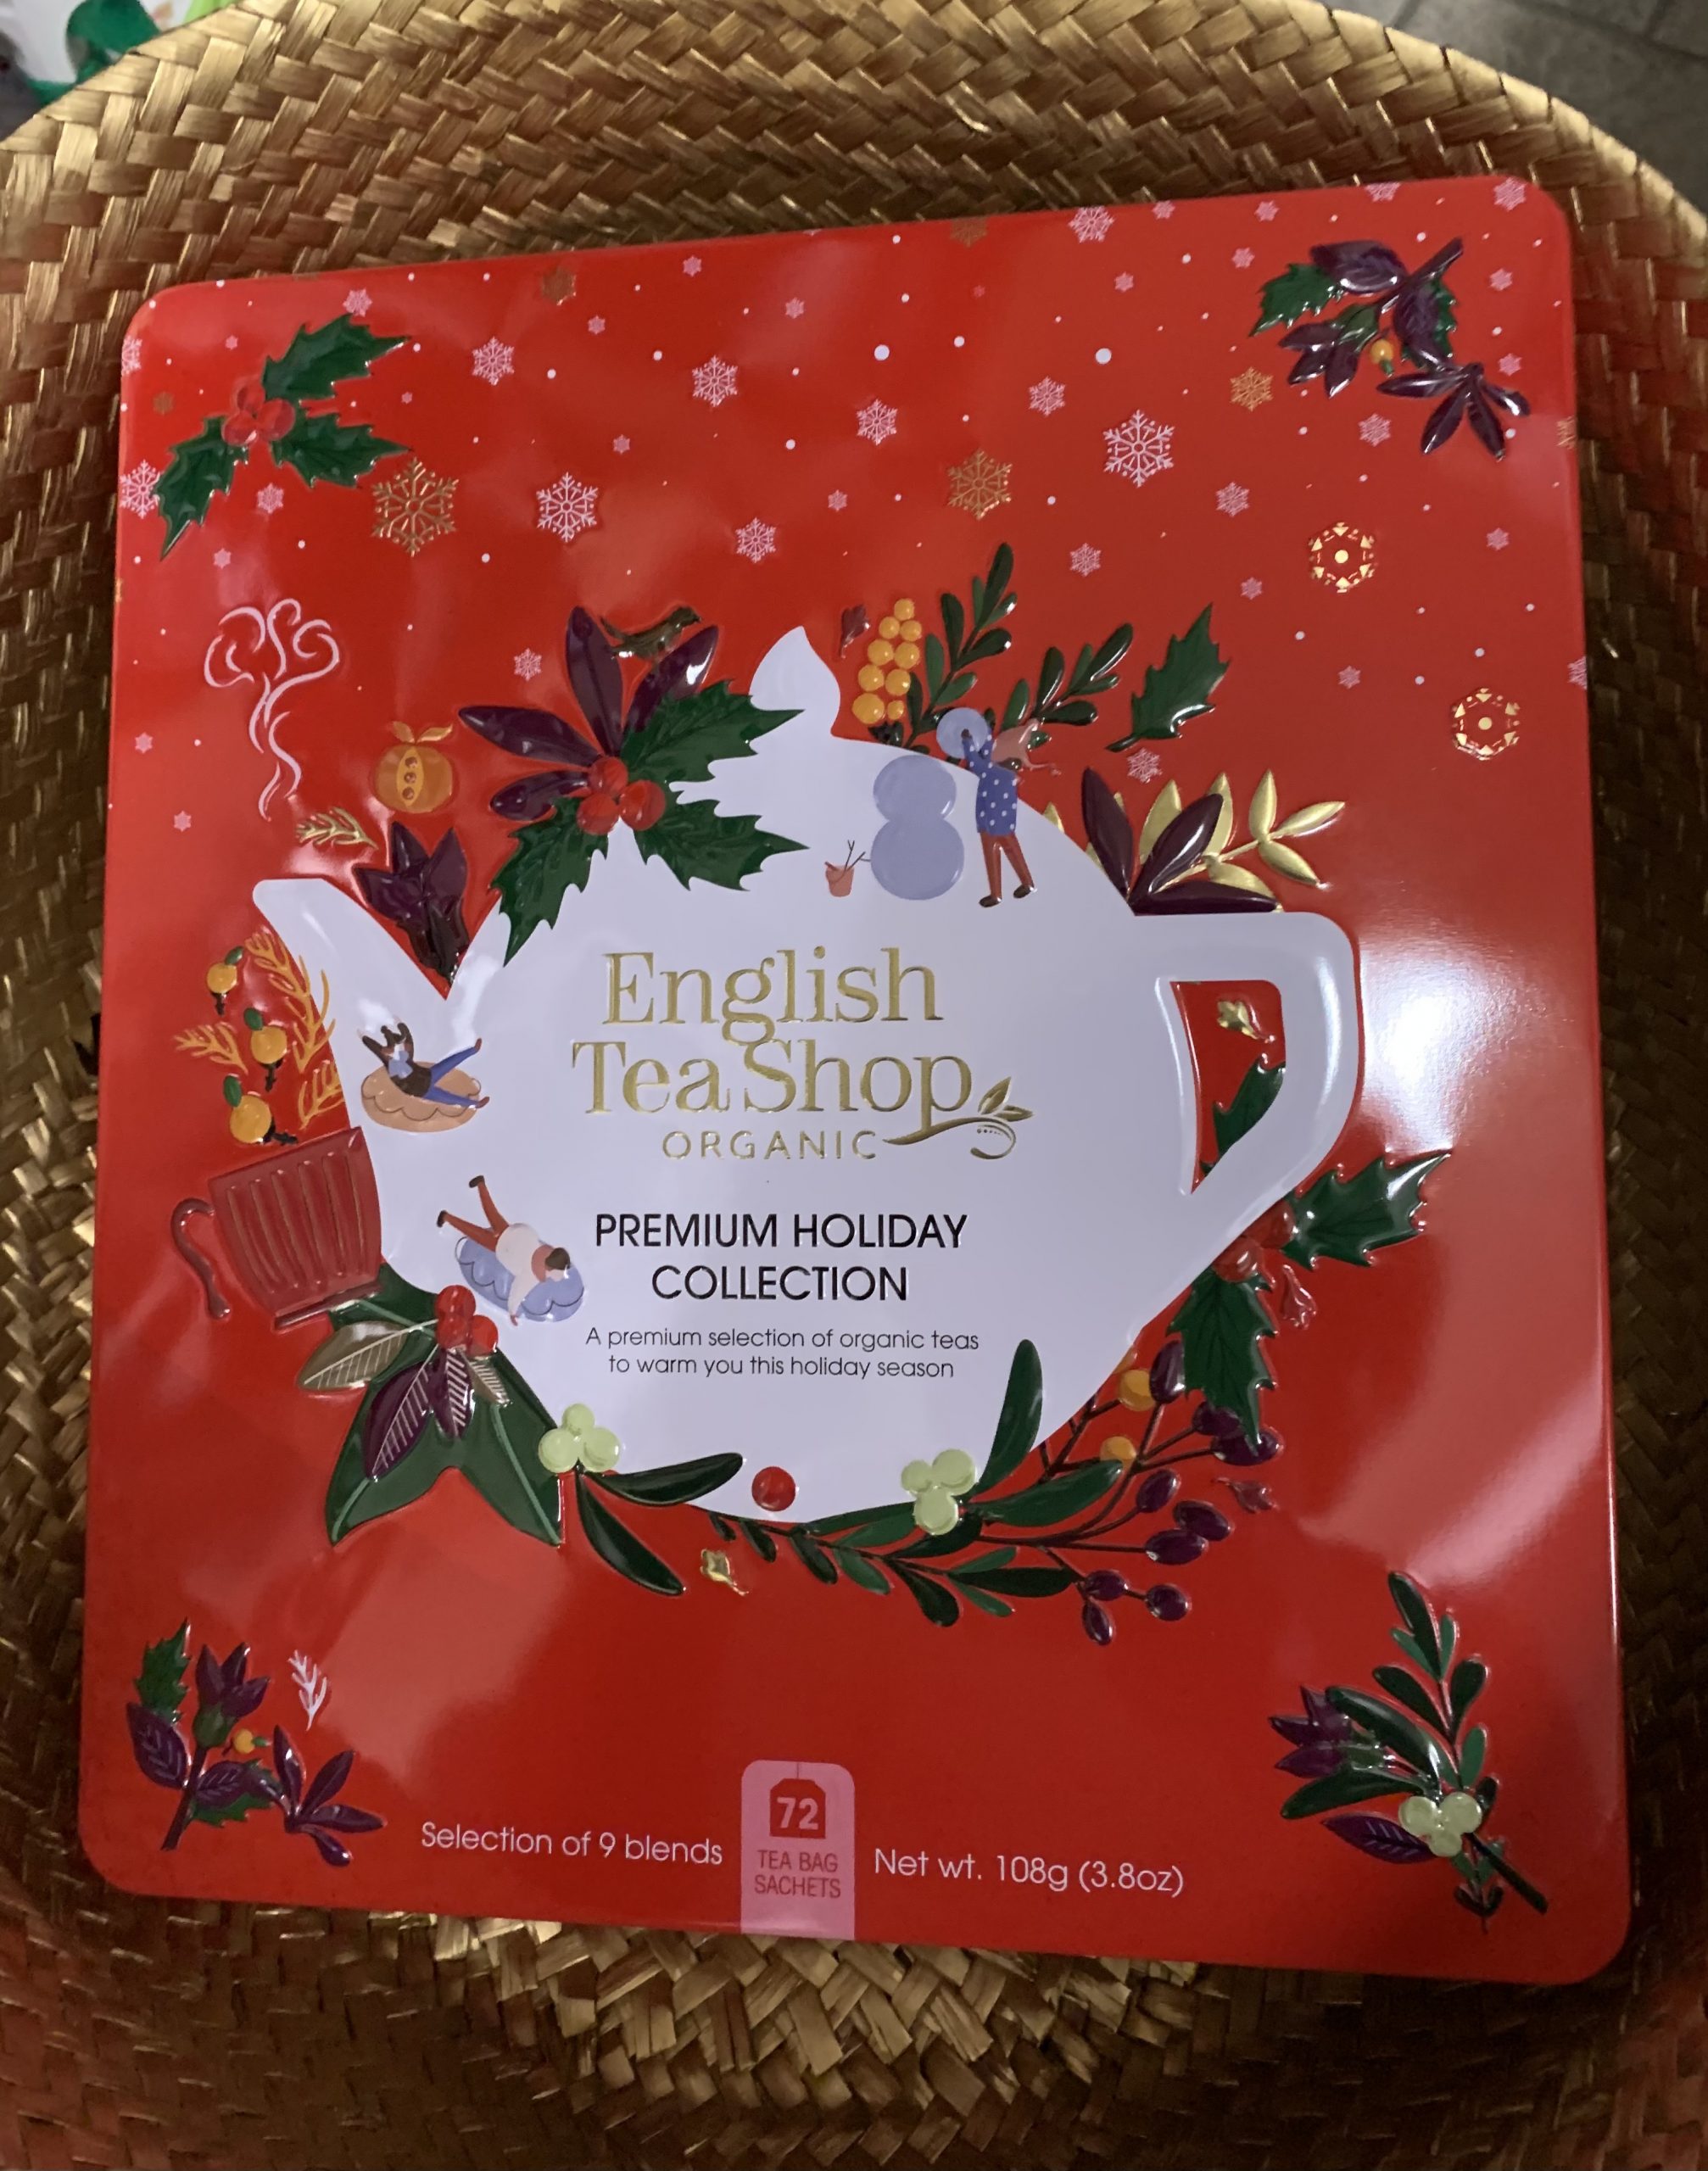 English
Tea Shop
ORGANIC
PREMIUM HOLIDAY
COLLECTION
A premium selection of organic teas
to warm you this holiday season
Selection of 9 blends
72
TEA BAG
SACHETS
Net wt. 108g (3.8oz)